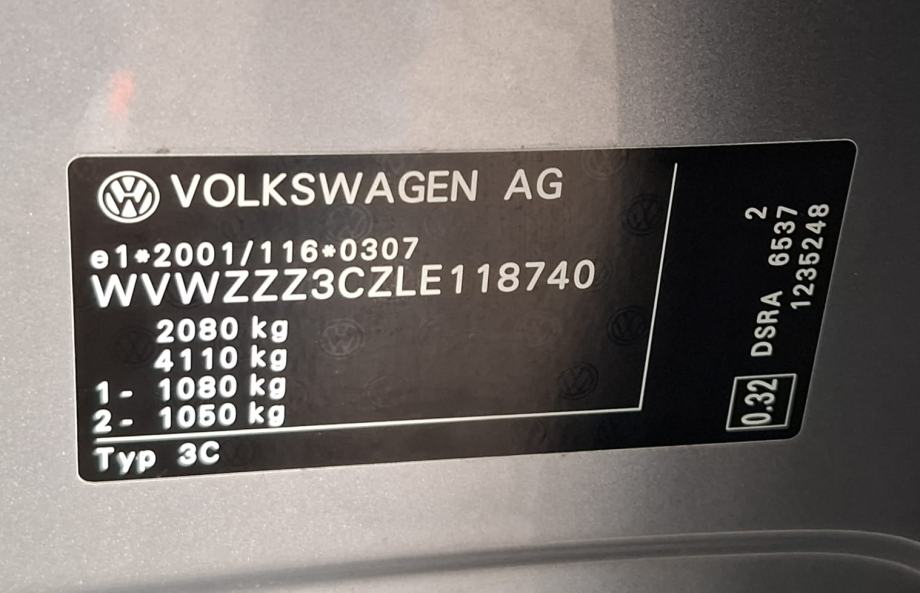 VOLKSWAGEN AG
e1*2001/116*0307
WVWZZZ3CZLE118740
2080 kg
4110 kg
1- 1080 kg
2- 1050 kg
Typ 3C
0.32 DSRA 6537 2
1235248